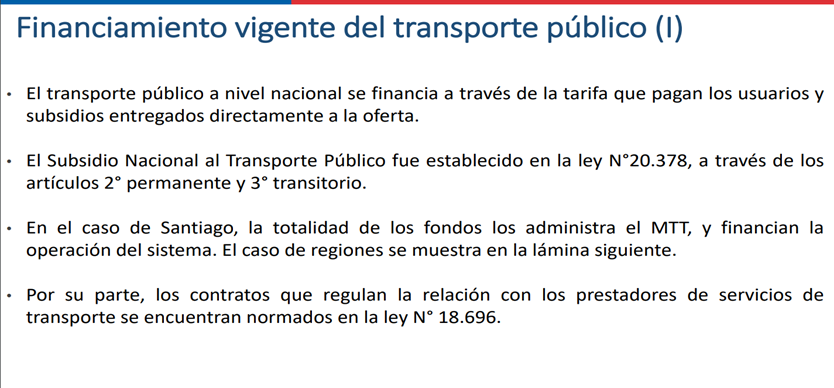 Financiamiento vigente del transporte público (I)
• El transporte público a nivel nacional se financia a través de la tarifa que pagan los usuarios y
subsidios entregados directamente a la oferta.
• El Subsidio Nacional al Transporte Público fue establecido en la ley N°20.378, a través de los
artículos 2° permanente y 3° transitorio.
• En el caso de Santiago, la totalidad de los fondos los administra el MTT, y financian la
operación del sistema. El caso de regiones se muestra en la lámina siguiente.
• Por su parte, los contratos que regulan la relación con los prestadores de servicios de
transporte se encuentran normados en la ley N° 18.696.